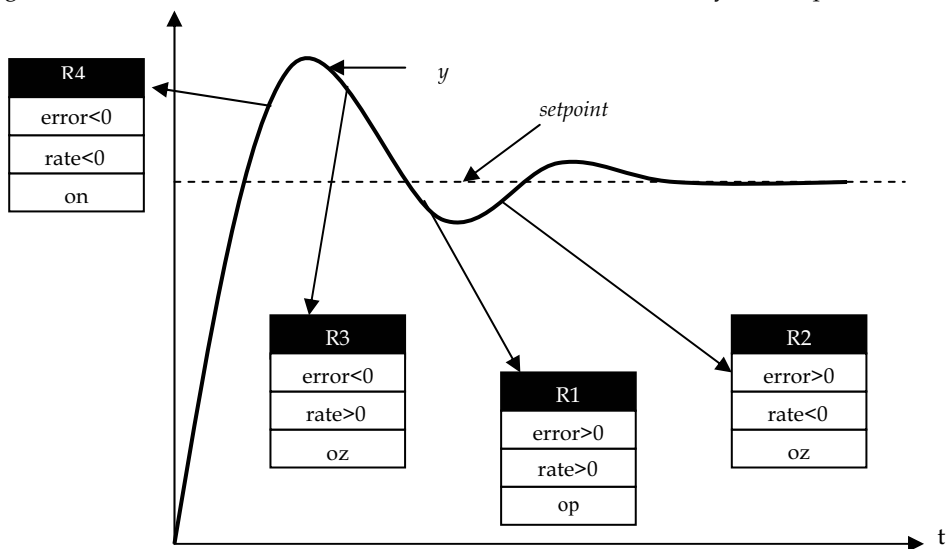 R4
error<0
rate<0
on
y
setpoint
R3
error<0
rate>0
oz
R1
error>0
rate>0
op
R2
error>0
rate<0
oz
t